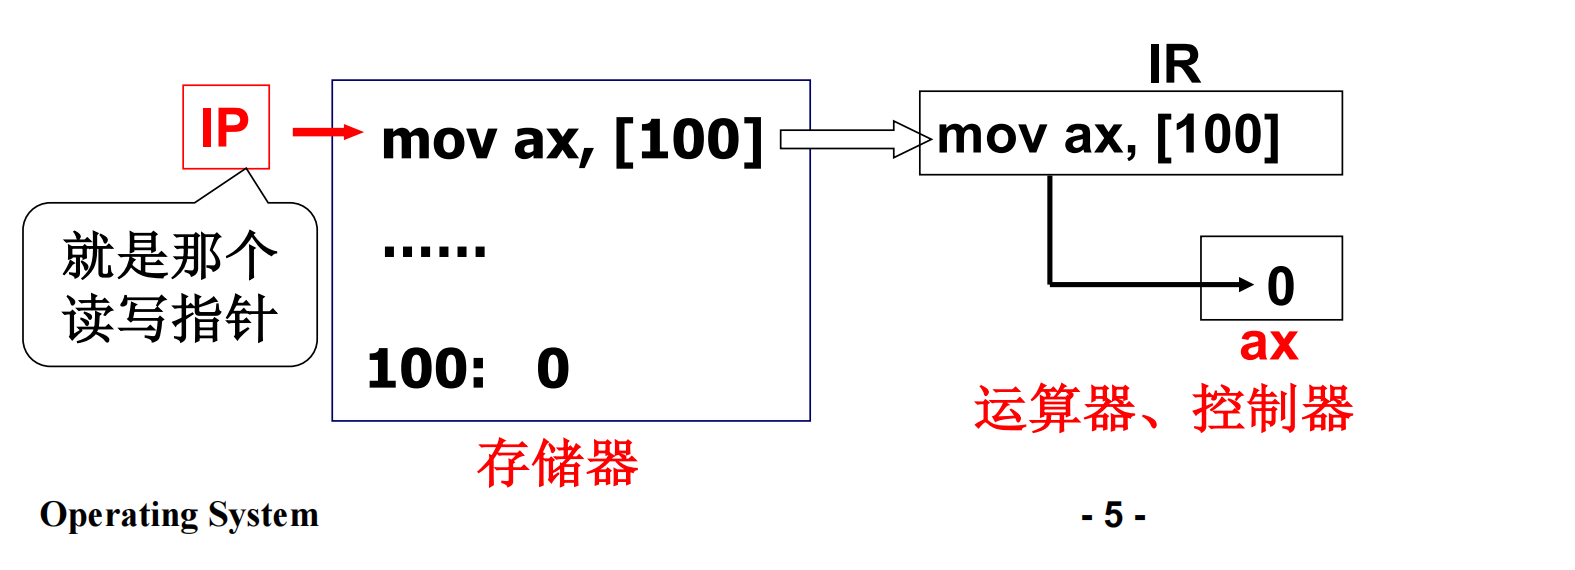 IR
IP
mov ax, [100]
mov ax, [100]
就是那个
读写指针
......
0
ax
100: 0
运算器、控制器
存储器
Operating System
- 5 -